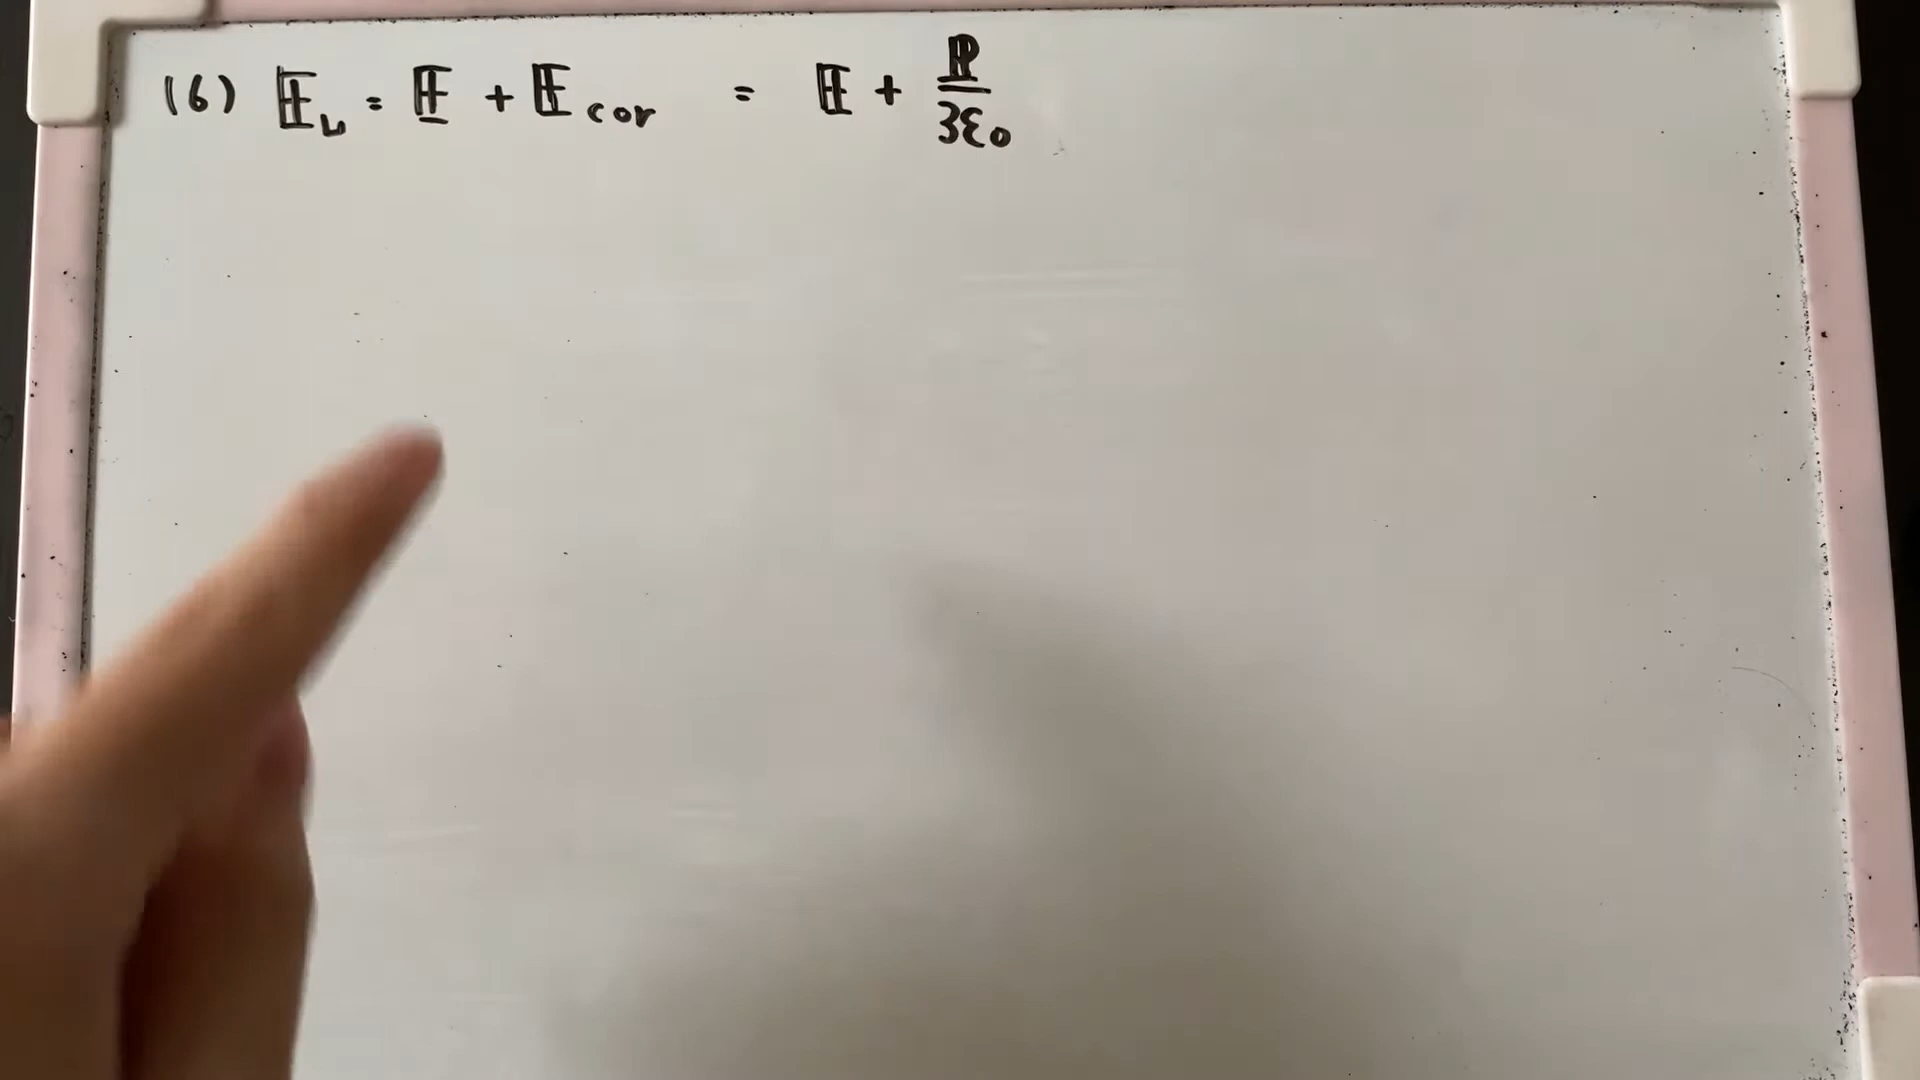 (6) 𝔼L = 𝔼 + 𝔼cor = 𝔼 + ℙ/3ε0